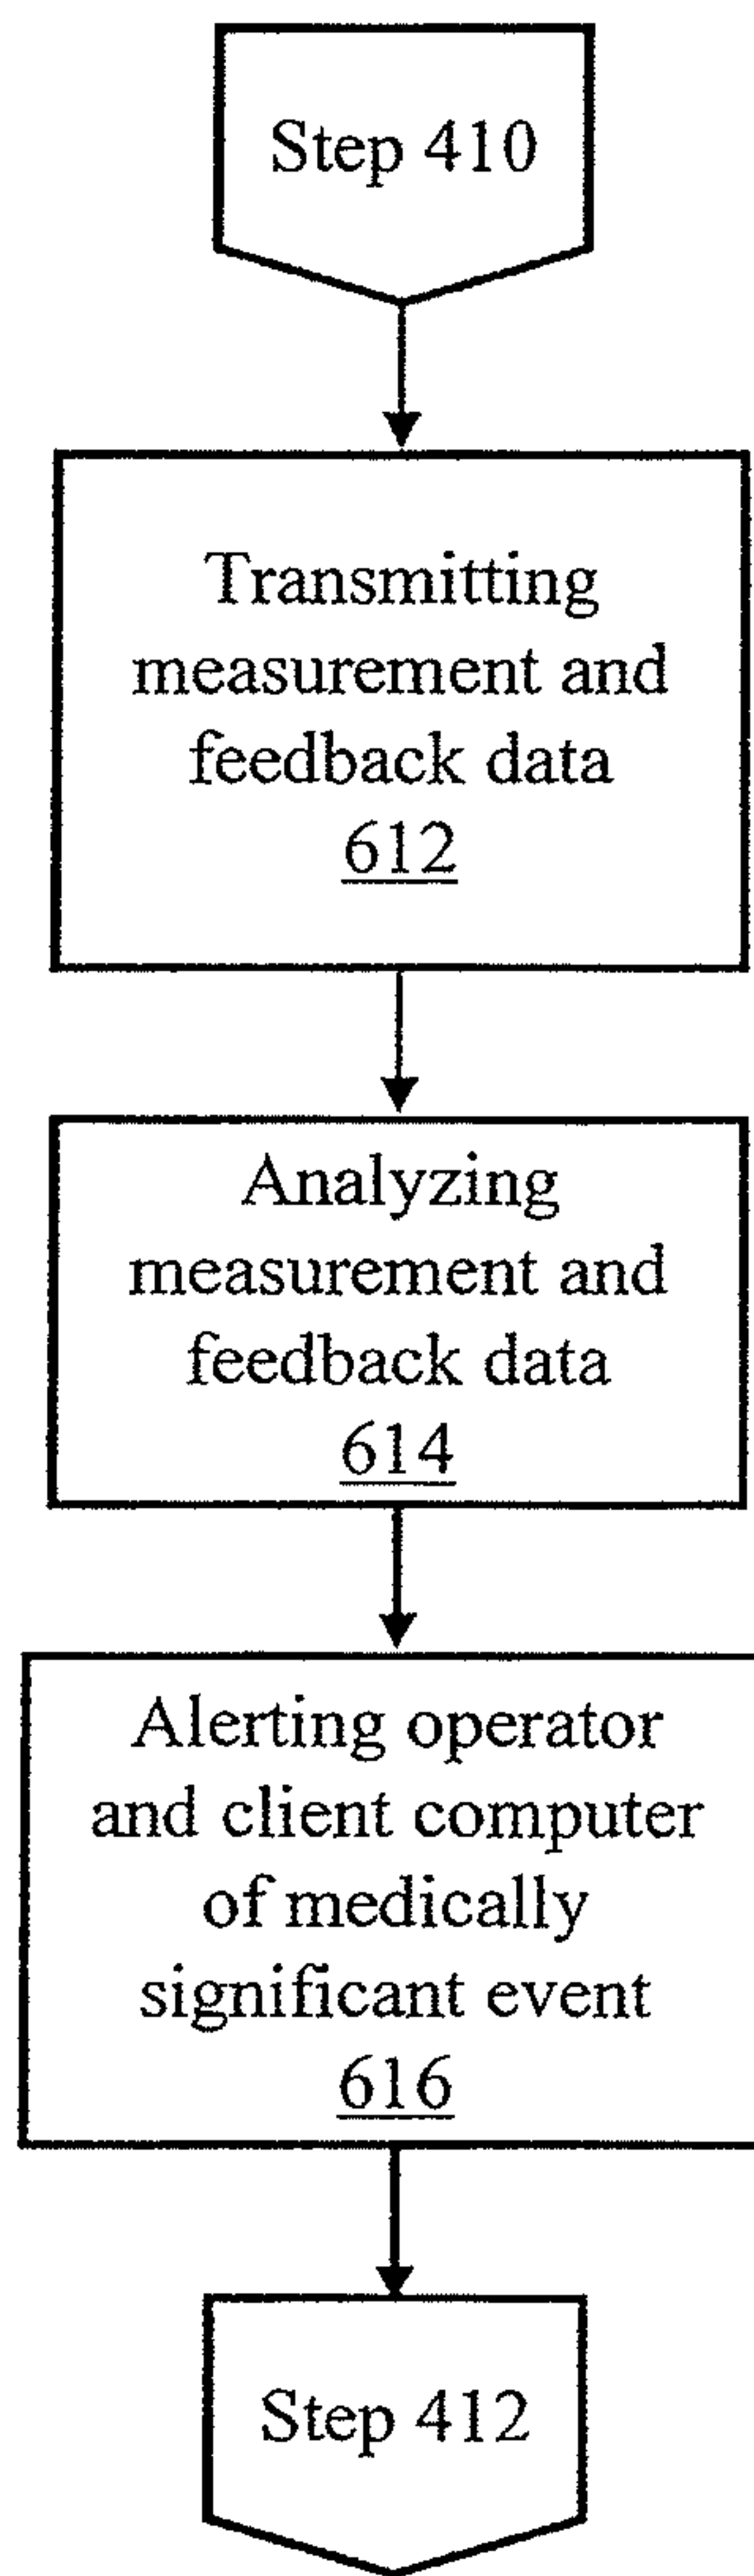 Step 410
Transmitting
measurement and
feedback data
612
Analyzing
measurement and
feedback data
614
Alerting operator
and client computer
of medically
significant event
616
Step 412